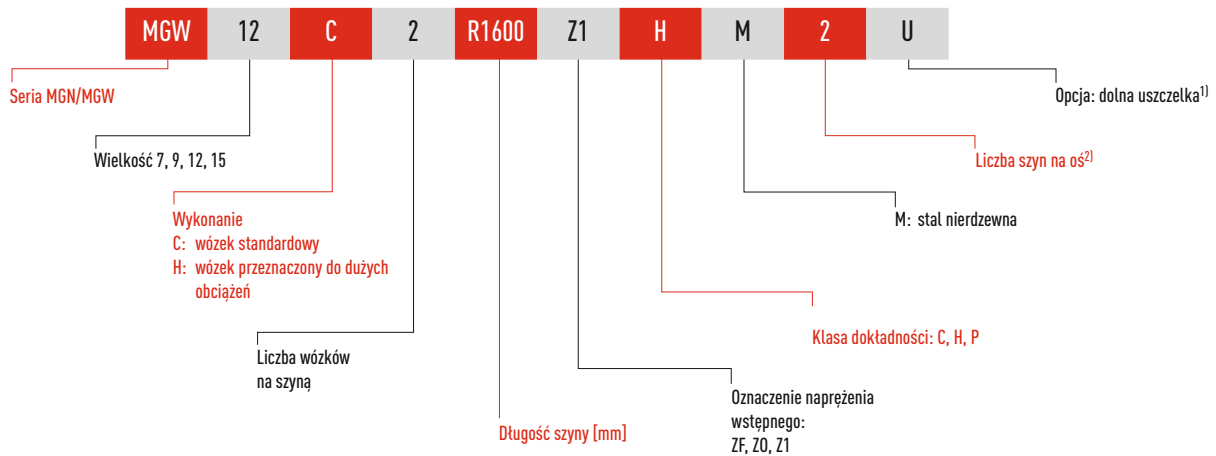 MGW 12 C 2 R1600 Z1 H M 2 U
Seria MGN/MGW
Opcja: dolna uszczelka1)
Wielkość 7, 9, 12, 15
Liczba szyn na oś2)
Wykonanie
C: wózek standardowy
H: wózek przeznaczony do dużych
obciążeń
M: stal nierdzewna
Klasa dokładności: C, H, P
Liczba wózków
na szyną
Oznaczenie naprężenia
wstępnego:
ZF, Z0, Z1
Długość szyny [mm]